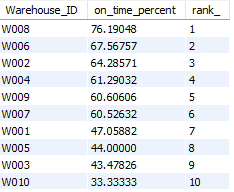 Warehouse_ID on_time_percent rank_
W008 76.19048 1
W006 67.56757 2
W002 64.28571 3
W004 61.29032 4
W009 60.60606 5
W007 60.52632 6
W001 47.05882 7
W005 44.00000 8
W003 43.47826 9
W010 33.33333 10